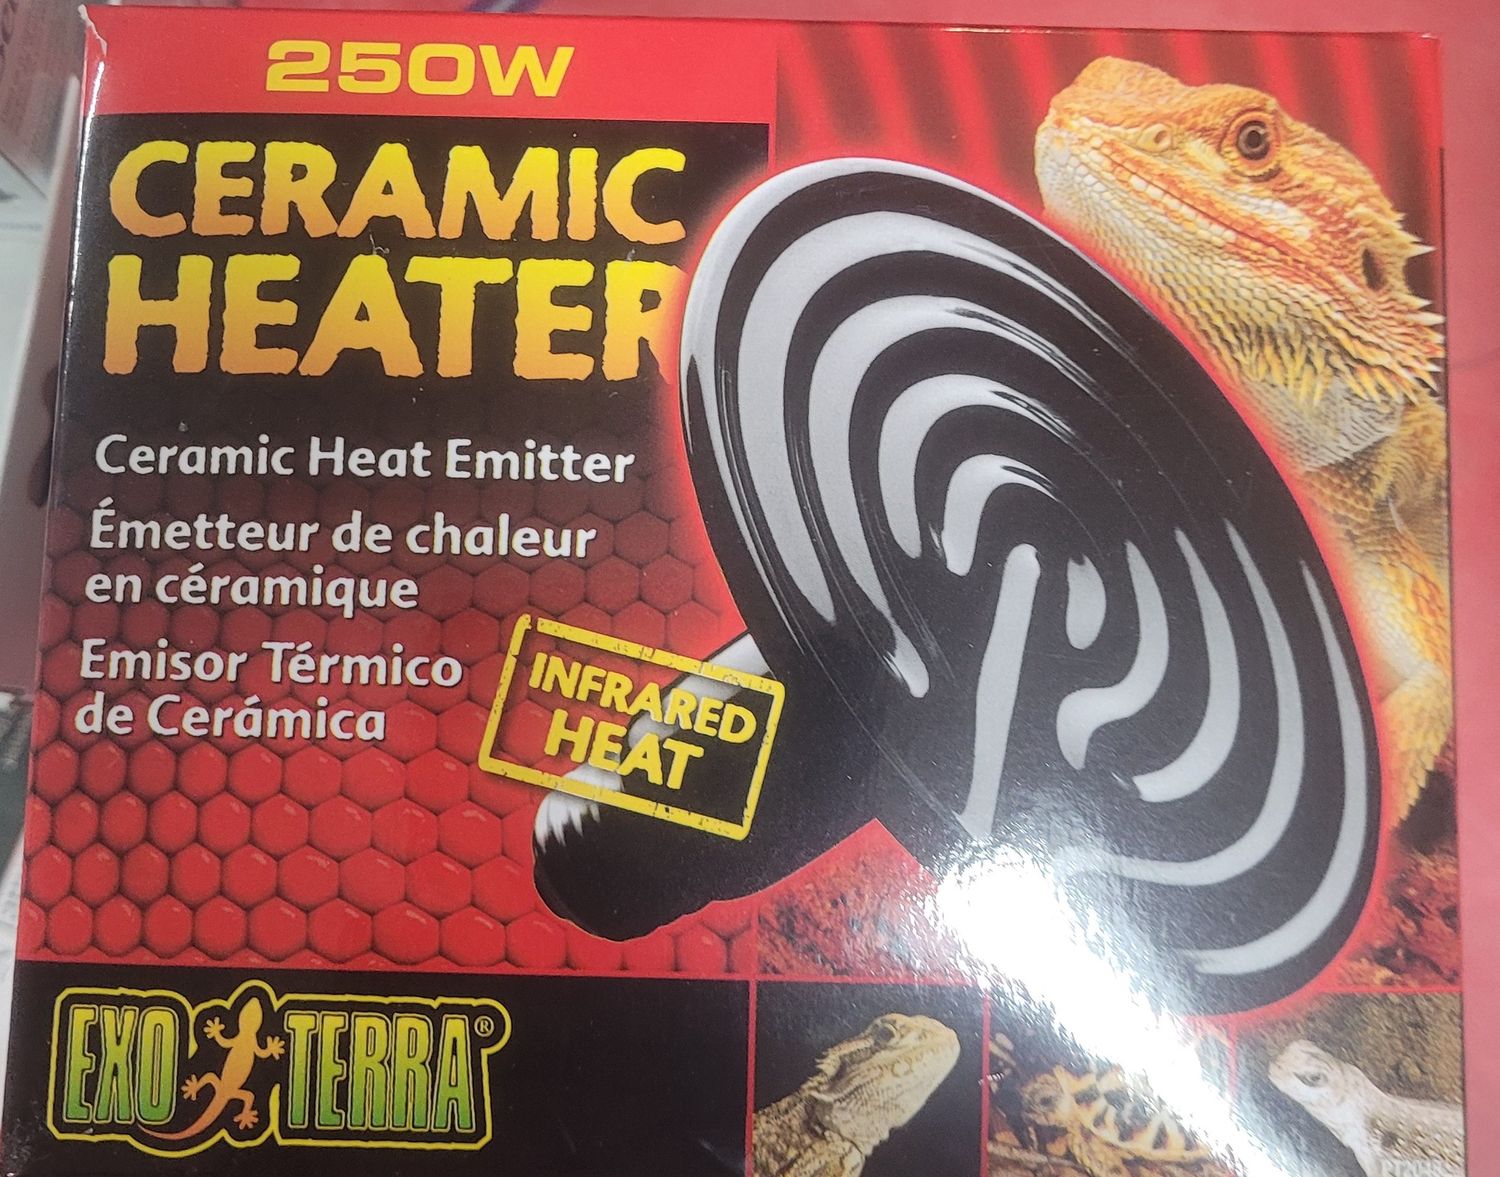 250W
CERAMIC
HEATER
Ceramic Heat Emitter
Émetteur de chaleur
en céramique
Emisor Térmico
de Cerámica
INFRARED
HEAT
EXO TERRA®